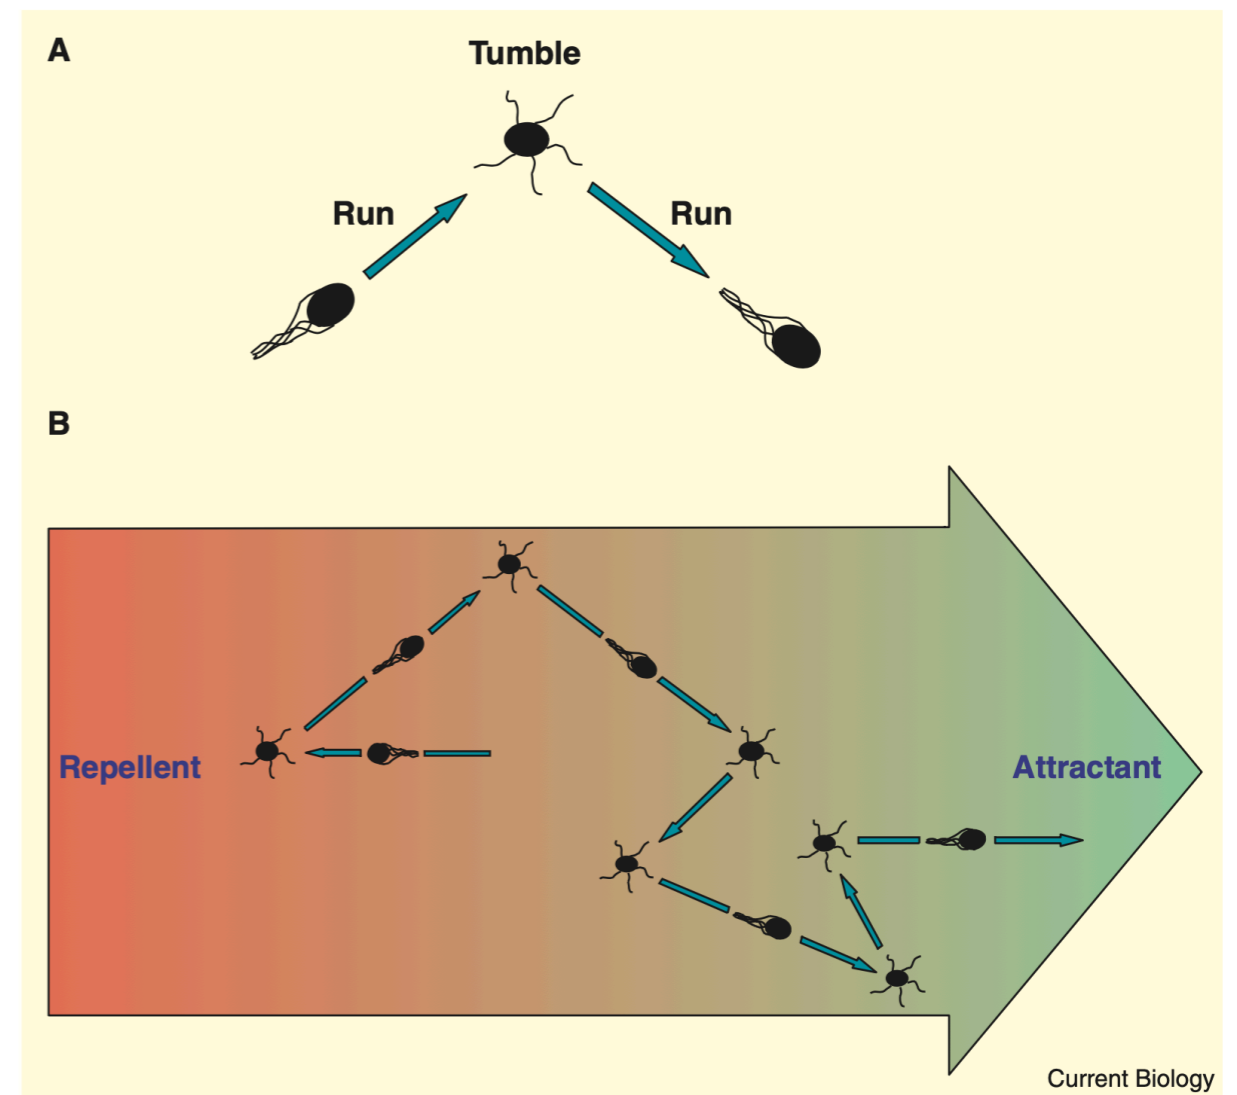 A
Tumble
Run
Run
B
Repellent
Attractant
Current Biology